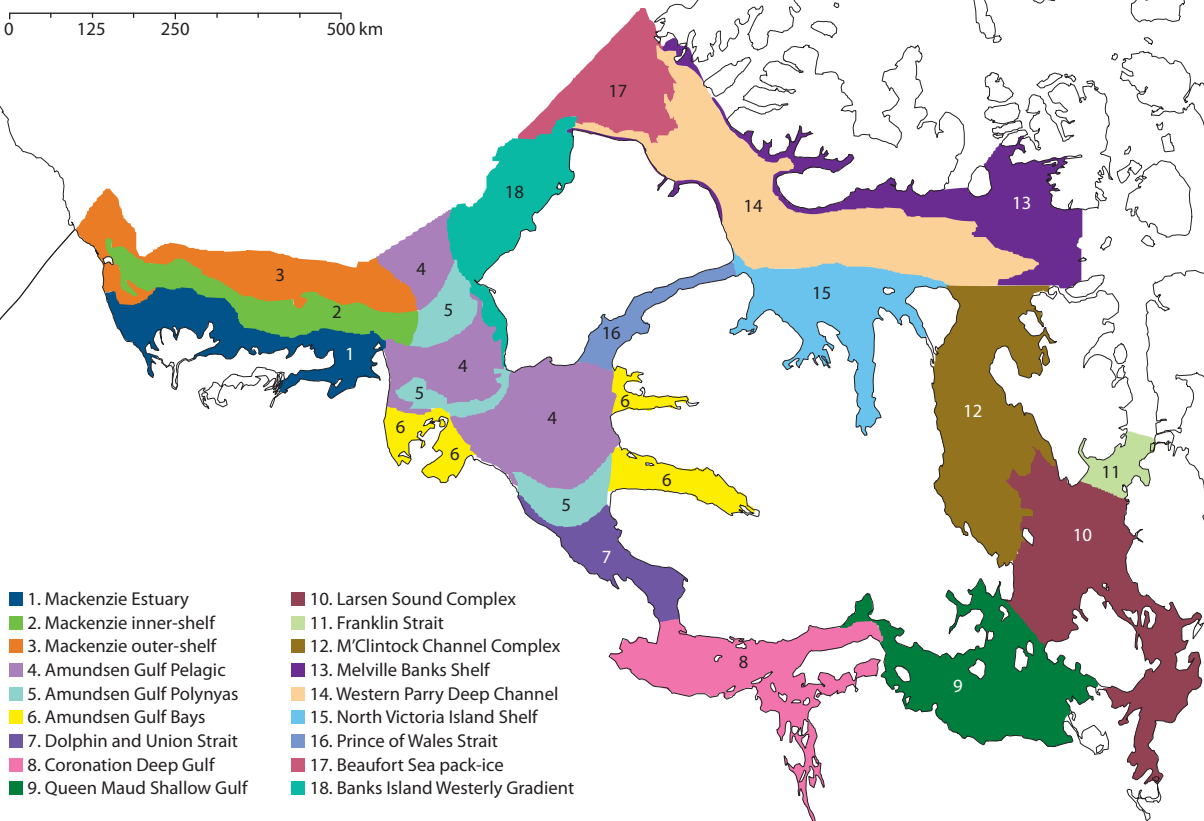 0 125 250 500 km
17
18
13
14
4
3
5
15
2
16
1
4
5
4
6
6
12
6
11
6
5
10
7
8
9
1. Mackenzie Estuary
2. Mackenzie inner-shelf
3. Mackenzie outer-shelf
4. Amundsen Gulf Pelagic
5. Amundsen Gulf Polynyas
6. Amundsen Gulf Bays
7. Dolphin and Union Strait
8. Coronation Deep Gulf
9. Queen Maud Shallow Gulf
10. Larsen Sound Complex
11. Franklin Strait
12. M’Clintock Channel Complex
13. Melville Banks Shelf
14. Western Parry Deep Channel
15. North Victoria Island Shelf
16. Prince of Wales Strait
17. Beaufort Sea pack-ice
18. Banks Island Westerly Gradient